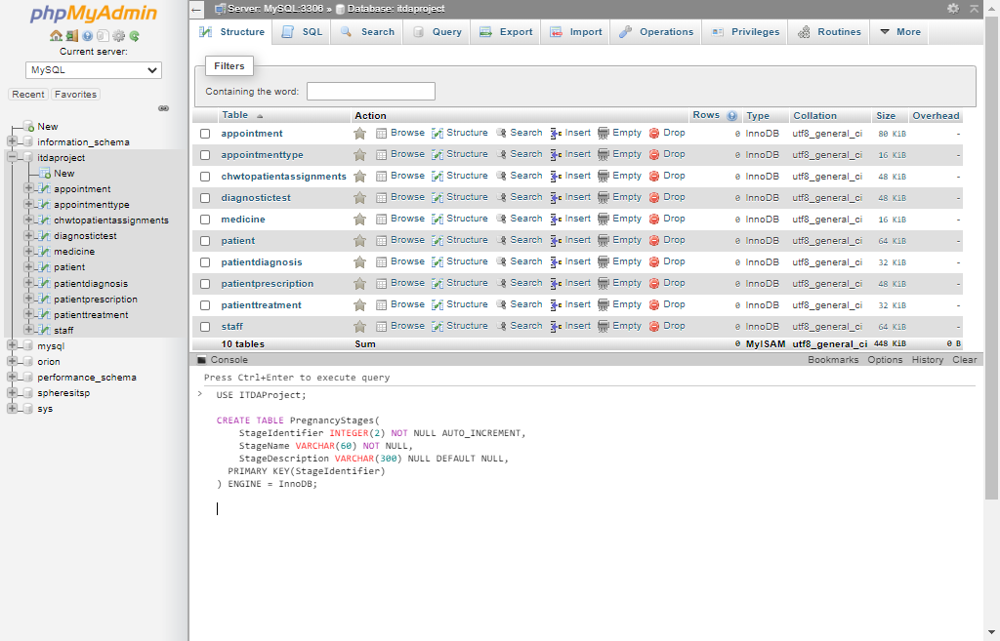 phpMyAdmin
Current server:
MySQL
Recent Favorites
New
information_schema
itdaproject
New
appointment
appointmenttype
chwtopatientassignments
diagnostictest
medicine
patient
patientdiagnosis
patientprescription
patienttreatment
staff
mysql
orion
performance_schema
spheresitsp
sys
Server: MySQL:3306 » Database: itdaproject
Structure SQL Search Query Export Import Operations Privileges Routines More
Filters
Containing the word:
Table Action Rows Type Collation Size Overhead
appointment Browse Structure Search Insert Empty Drop 0 InnoDB utf8_general_ci 80 KiB -
appointmenttype Browse Structure Search Insert Empty Drop 0 InnoDB utf8_general_ci 16 KiB -
chwtopatientassignments Browse Structure Search Insert Empty Drop 0 InnoDB utf8_general_ci 48 KiB -
diagnostictest Browse Structure Search Insert Empty Drop 0 InnoDB utf8_general_ci 48 KiB -
medicine Browse Structure Search Insert Empty Drop 0 InnoDB utf8_general_ci 16 KiB -
patient Browse Structure Search Insert Empty Drop 0 InnoDB utf8_general_ci 64 KiB -
patientdiagnosis Browse Structure Search Insert Empty Drop 0 InnoDB utf8_general_ci 32 KiB -
patientprescription Browse Structure Search Insert Empty Drop 0 InnoDB utf8_general_ci 48 KiB -
patienttreatment Browse Structure Search Insert Empty Drop 0 InnoDB utf8_general_ci 32 KiB -
staff Browse Structure Search Insert Empty Drop 0 InnoDB utf8_general_ci 64 KiB -
10 tables Sum 0 MyISAM utf8_general_ci 448 KiB 0 B
Console Bookmarks Options History Clear
Press Ctrl+Enter to execute query
> USE ITDAProject;
CREATE TABLE PregnancyStages(
StageIdentifier INTEGER(2) NOT NULL AUTO_INCREMENT,
StageName VARCHAR(60) NOT NULL,
StageDescription VARCHAR(300) NULL DEFAULT NULL,
PRIMARY KEY(StageIdentifier)
) ENGINE = InnoDB;